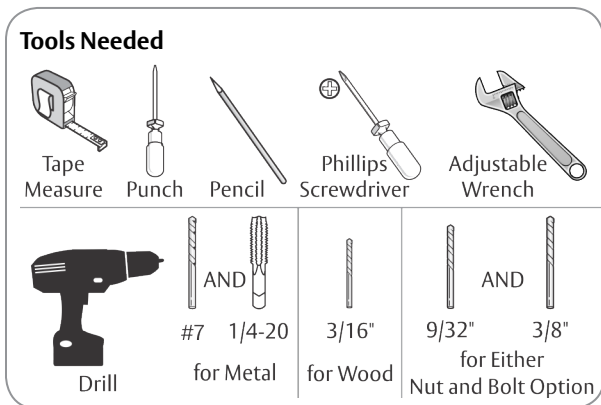 Tools Needed
Tape
Measure
Punch
Pencil
Phillips
Screwdriver
Adjustable
Wrench
Drill
#7 AND 1/4-20
for Metal
3/16"
for Wood
9/32" AND 3/8"
for Either
Nut and Bolt Option